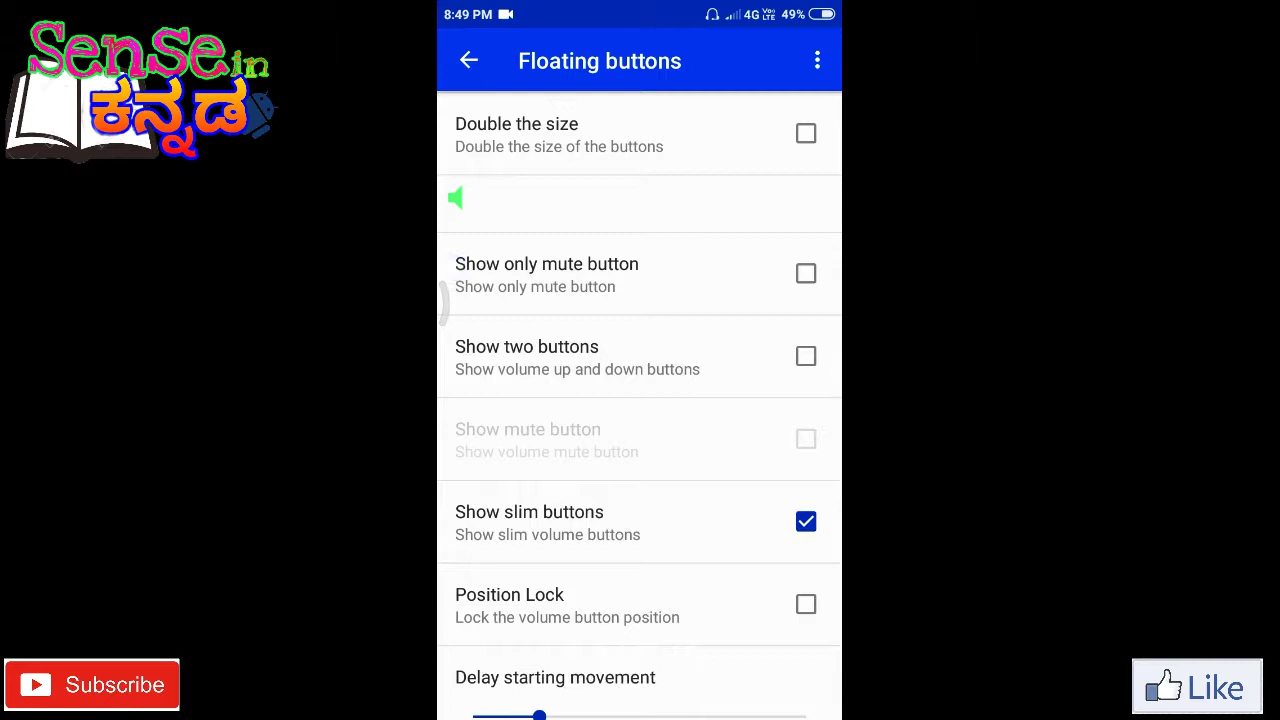 Sense in
ಕನ್ನಡ
8:49 PM
4G VoLTE 49%
Floating buttons
Double the size
Double the size of the buttons
Show only mute button
Show only mute button
Show two buttons
Show volume up and down buttons
Show mute button
Show volume mute button
Show slim buttons
Show slim volume buttons
Position Lock
Lock the volume button position
Delay starting movement
Subscribe
Like